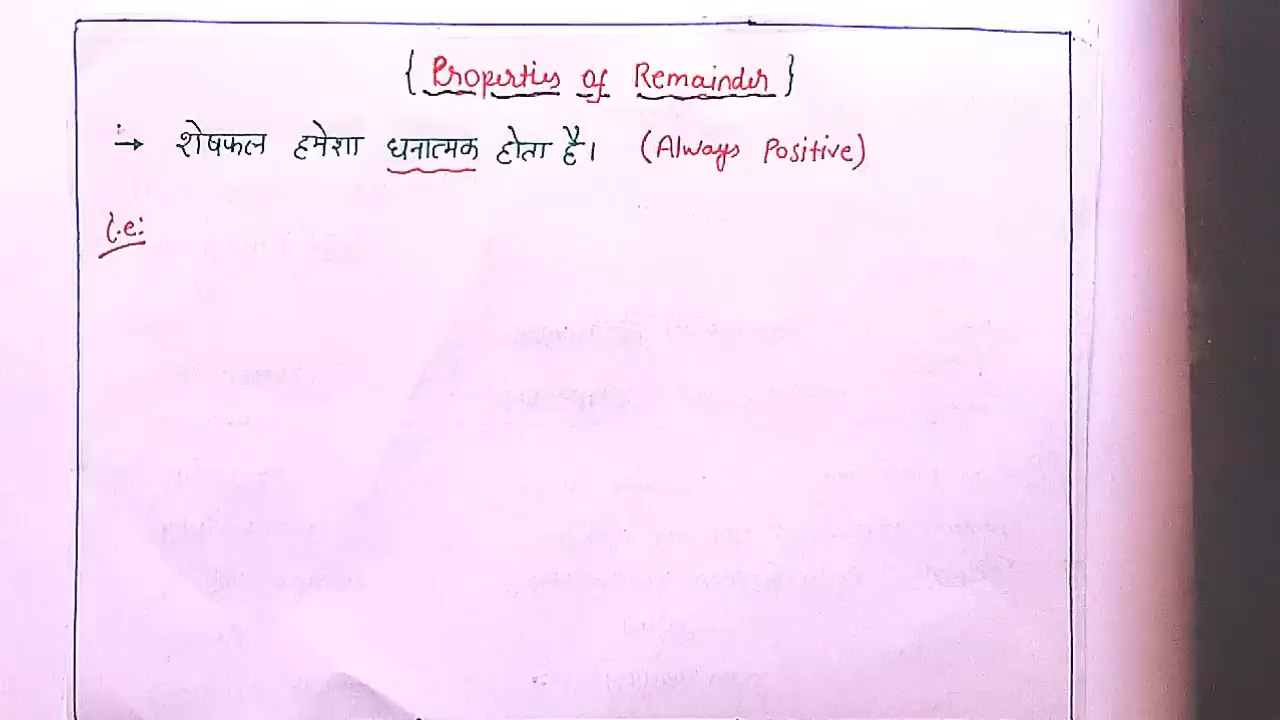 { Properties of Remainder }
→ शेषफल हमेशा धनात्मक होता है। (Always Positive)
i.e: